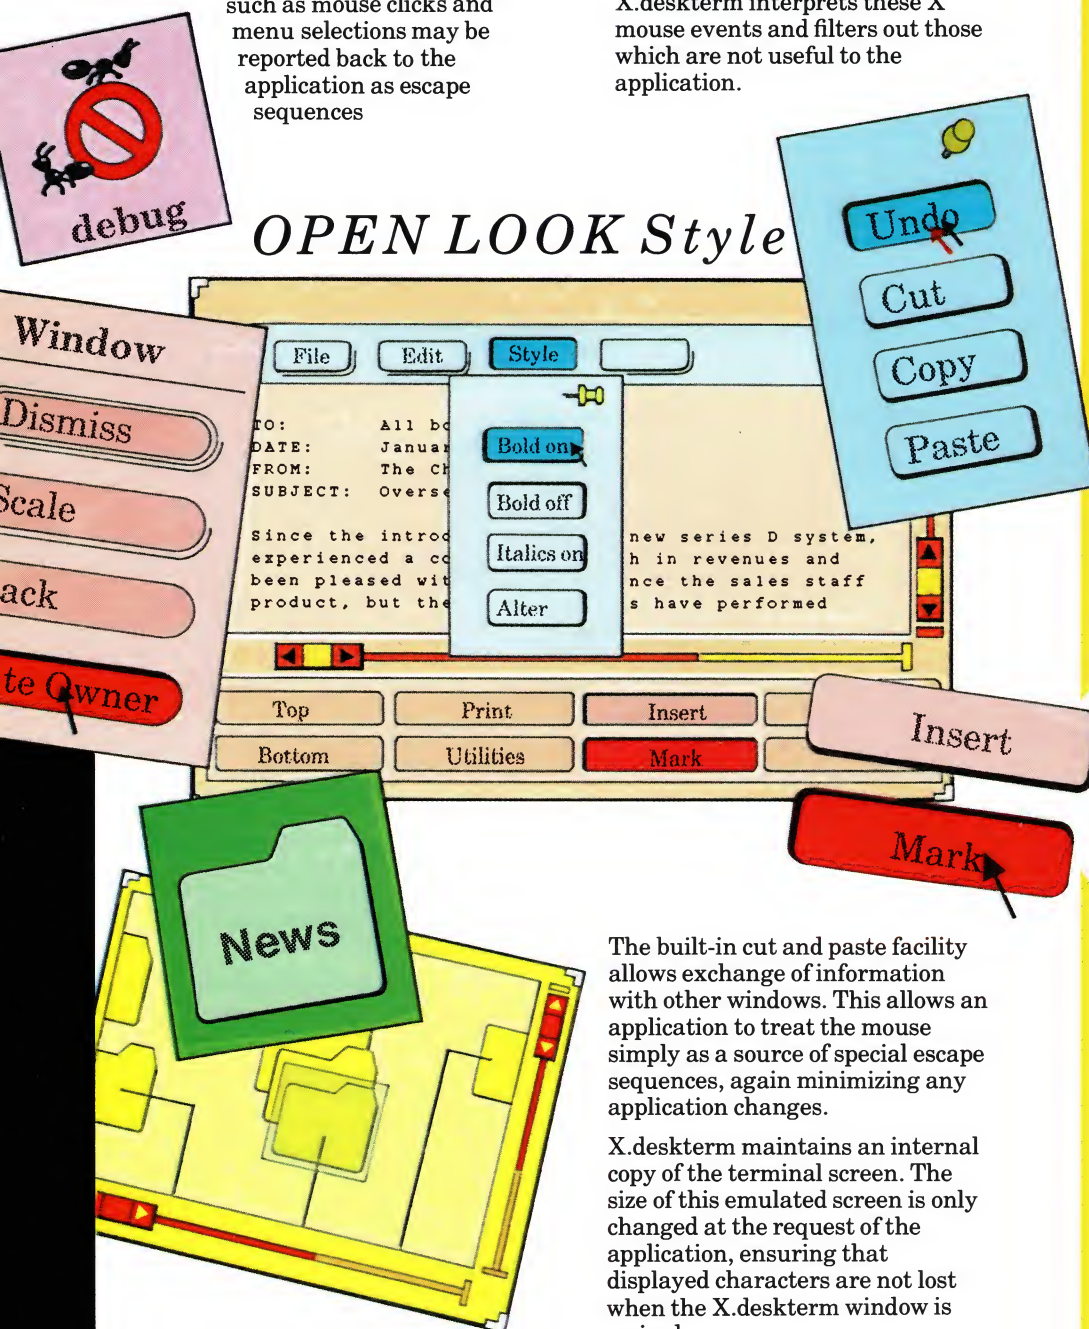 such as mouse clicks and
menu selections may be
reported back to the
application as escape
sequences
X.deskterm interprets these X
mouse events and filters out those
which are not useful to the
application.
debug
OPEN LOOK Style
Undo
Cut
Copy
Paste
Window
Dismiss
Scale
ack
te Owner
File
Edit
Style
Bold on
Bold off
Italics on
Alter
TO: All bo
DATE: Januar
FROM: The Ch
SUBJECT: Overse
Since the introd new series D system,
experienced a co h in revenues and
been pleased wit nce the sales staff
product, but the s have performed
Top
Print
Insert
Bottom
Utilities
Mark
Insert
Mark
News
The built-in cut and paste facility
allows exchange of information
with other windows. This allows an
application to treat the mouse
simply as a source of special escape
sequences, again minimizing any
application changes.
X.deskterm maintains an internal
copy of the terminal screen. The
size of this emulated screen is only
changed at the request of the
application, ensuring that
displayed characters are not lost
when the X.deskterm window is